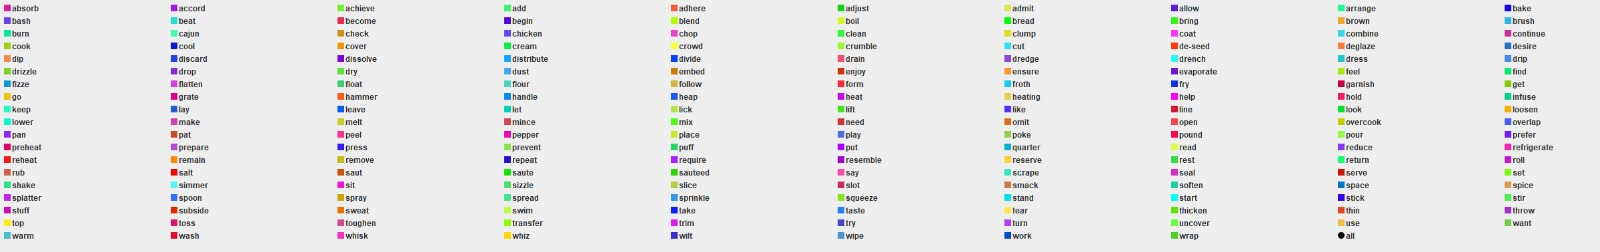 absorb accord achieve add adhere adjust admit allow arrange bake
bash beat become begin blend boil bread bring brown brush
burn cajun check chicken chop clean clump coat combine continue
cook cool cover cream crowd crumble cut de-seed deglaze desire
dip discard dissolve distribute divide drain dredge drench dress drip
drizzle drop dry dust embed enjoy ensure evaporate feel find
fizze flatten float flour follow form froth fry garnish get
go grate hammer handle heap heat heating help hold infuse
keep lay leave let lick lift like line look loosen
lower make melt mince mix need omit open overcook overlap
pan pat peel pepper place play poke pound pour prefer
preheat prepare press prevent puff put quarter read reduce refrigerate
reheat remain remove repeat require resemble reserve rest return roll
rub salt saut saute sauteed say scrape seal serve set
shake simmer sit sizzle slice slot smack soften space spice
splatter spoon spray spread sprinkle squeeze stand start stick stir
stuff subside sweat swim take taste tear thicken thin throw
top toss toughen transfer trim try turn uncover use want
warm wash whisk whiz wilt wipe work wrap all